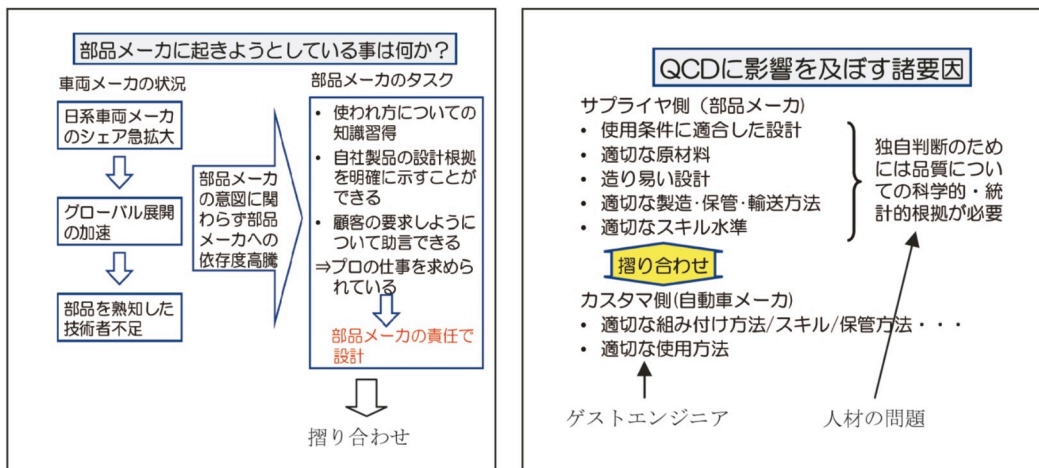 部品メーカに起きようとしている事は何か？
車両メーカの状況
日系車両メーカ
のシェア急拡大
グローバル展開
の加速
部品を熟知した
技術者不足
部品メーカ
の意図に関
わらず部品
メーカへの
依存度高騰
部品メーカのタスク
• 使われ方についての
知識習得
• 自社製品の設計根拠
を明確に示すことが
できる
• 顧客の要求しように
ついて助言できる
⇒プロの仕事を求めら
れている
部品メーカの責任で
設計
摺り合わせ
QCDに影響を及ぼす諸要因
サプライヤ側（部品メーカ）
• 使用条件に適合した設計
• 適切な原材料
• 造り易い設計
• 適切な製造・保管・輸送方法
• 適切なスキル水準
独自判断のため
には品質につい
ての科学的・統
計的根拠が必要
摺り合わせ
カスタマ側(自動車メーカ)
• 適切な組み付け方法/スキル/保管方法・・・
• 適切な使用方法
ゲストエンジニア
人材の問題